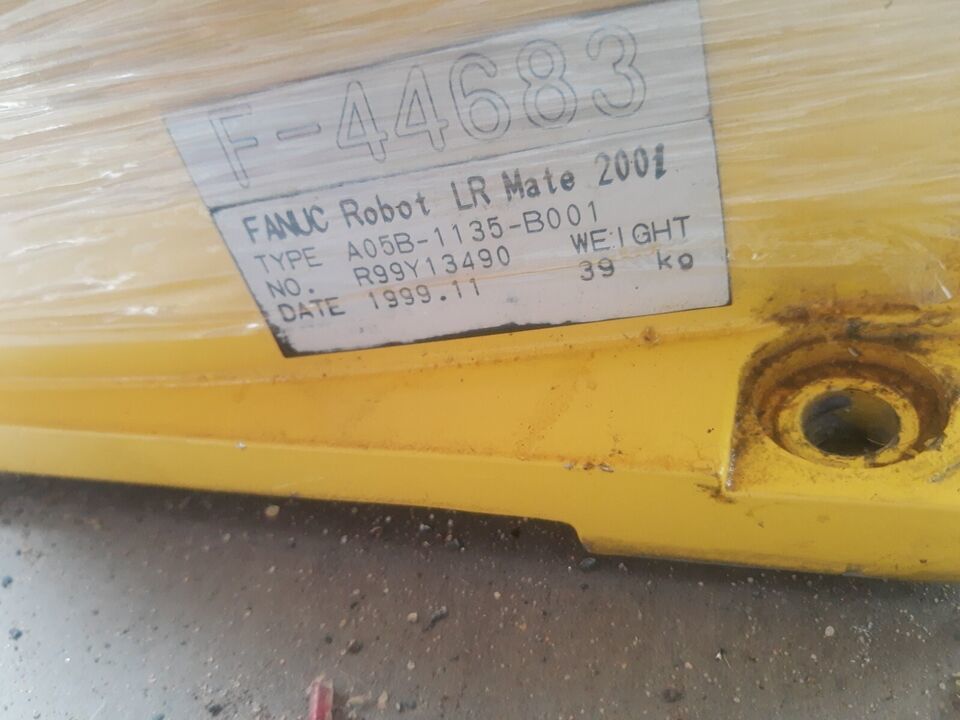 F-44683
FANUC Robot LR Mate 200i
TYPE A05B-1135-B001
NO. R99Y13490 WEIGHT
DATE 1999.11 39 kg